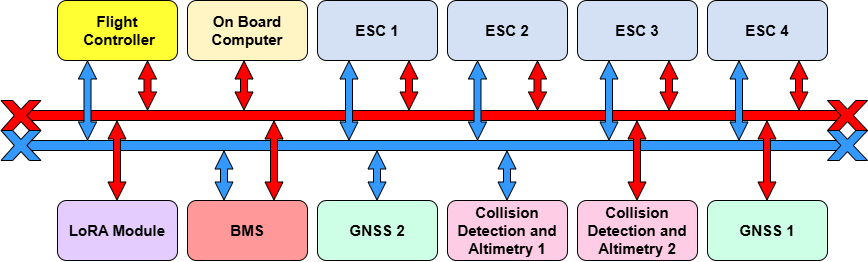 Flight
Controller
On Board
Computer
ESC 1
ESC 2
ESC 3
ESC 4
LoRA Module
BMS
GNSS 2
Collision
Detection and
Altimetry 1
Collision
Detection and
Altimetry 2
GNSS 1